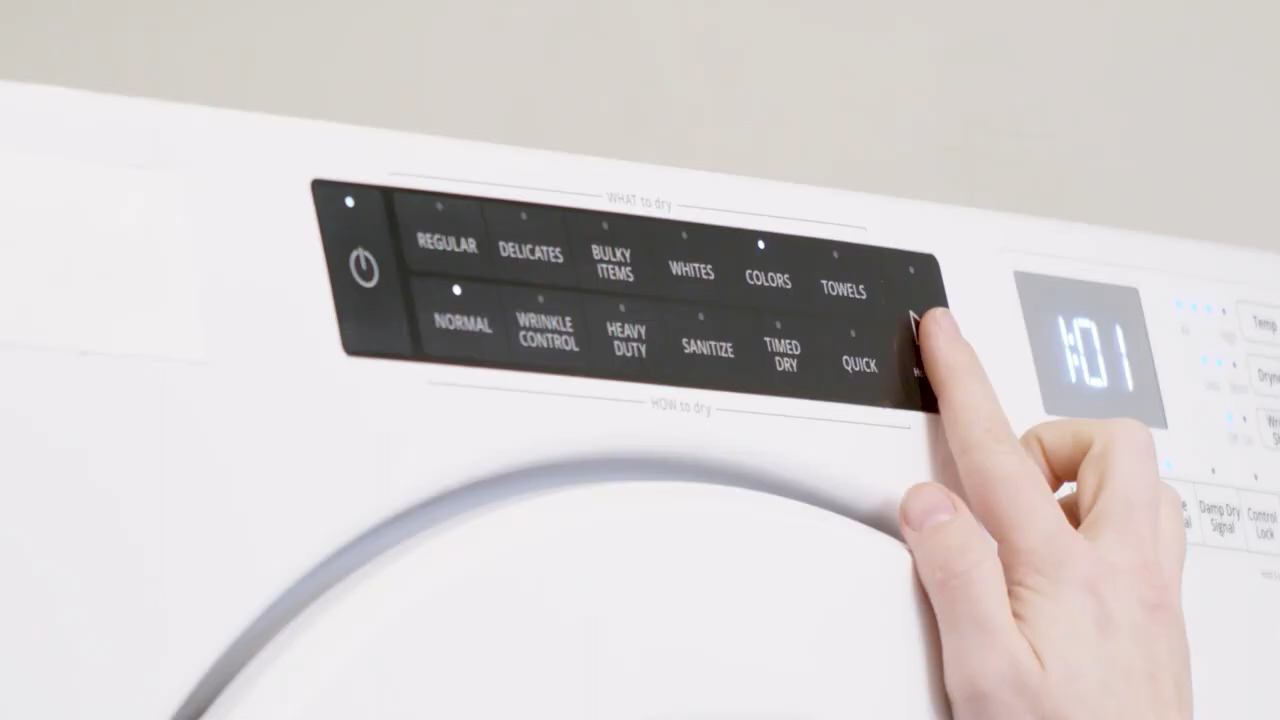 WHAT to dry
REGULAR
DELICATES
BULKY
ITEMS
WHITES
COLORS
TOWELS
NORMAL
WRINKLE
CONTROL
HEAVY
DUTY
SANITIZE
TIMED
DRY
QUICK
HOW to dry
1:01
Temp
Damp Dry
Signal
Control
Lock